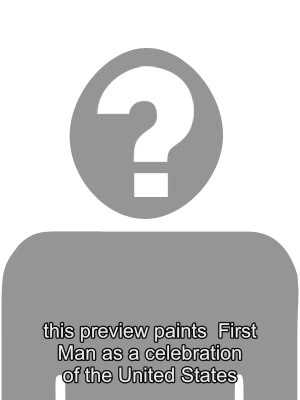 ?
this preview paints  First
Man as a celebration
of the United States